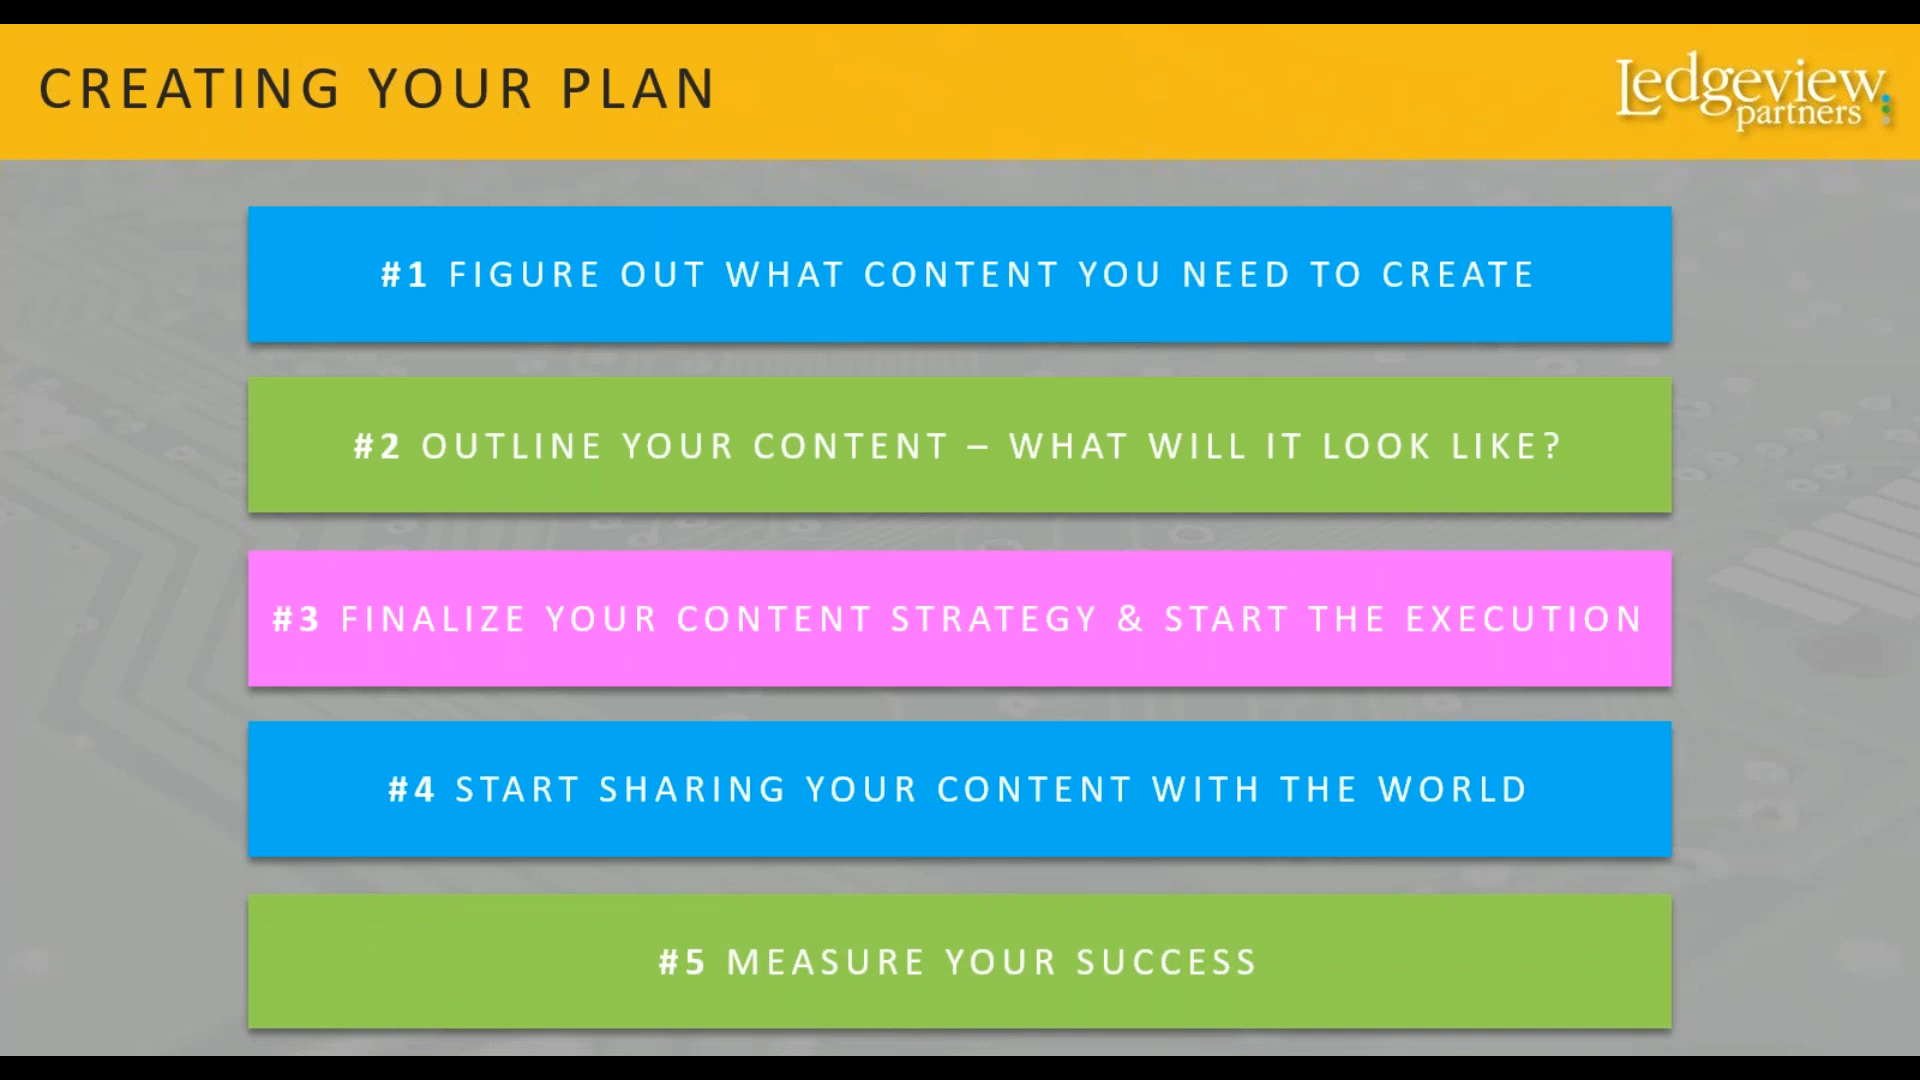 CREATING YOUR PLAN
Ledgeview
partners
#1 FIGURE OUT WHAT CONTENT YOU NEED TO CREATE
#2 OUTLINE YOUR CONTENT – WHAT WILL IT LOOK LIKE?
#3 FINALIZE YOUR CONTENT STRATEGY & START THE EXECUTION
#4 START SHARING YOUR CONTENT WITH THE WORLD
#5 MEASURE YOUR SUCCESS